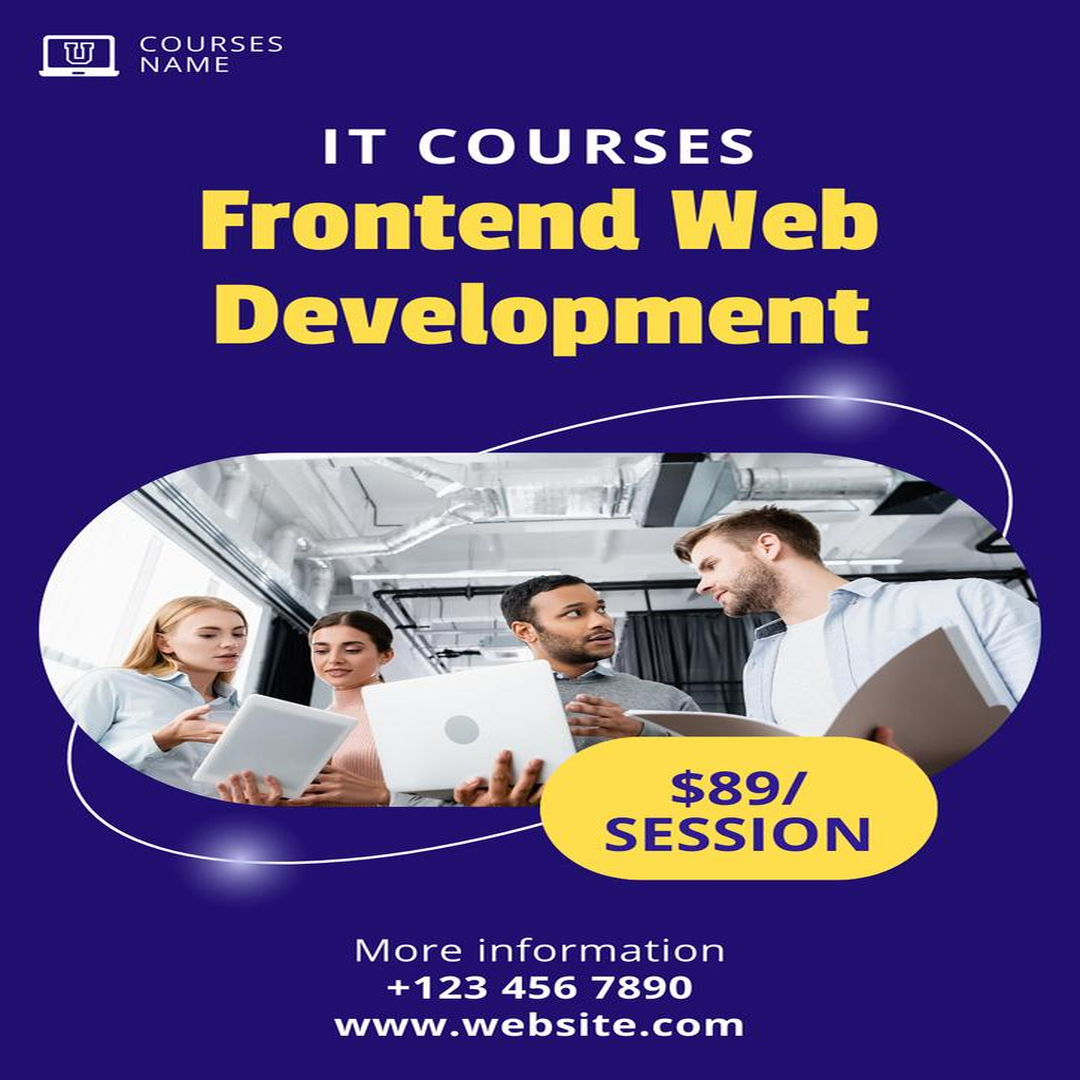 U
COURSES
NAME
IT COURSES
Frontend Web
Development
$89/
SESSION
More information
+123 456 7890
www.website.com